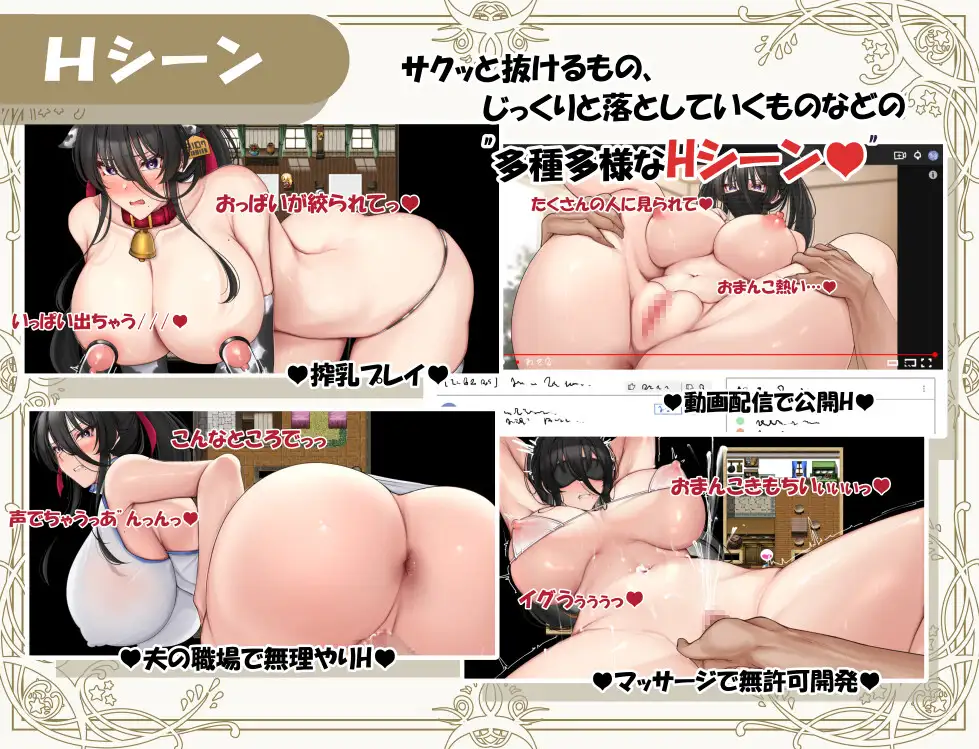 Hシーン
サクッと抜けるもの、
じっくりと落としていくものなどの
"多種多様なHシーン♥"
おっぱいが絞られてっ♥
いっぱい出ちゃう///♥
♥搾乳プレイ♥
たくさんの人に見られて♥
おまんこ熱い…♥
♥動画配信で公開H♥
こんなところでっっ
声でちゃうっあ゛んっんっ♥
♥夫の職場で無理やりH♥
おまんこきもちいぃぃぃっ♥
イグうぅぅぅっ♥
♥マッサージで無許可開発♥